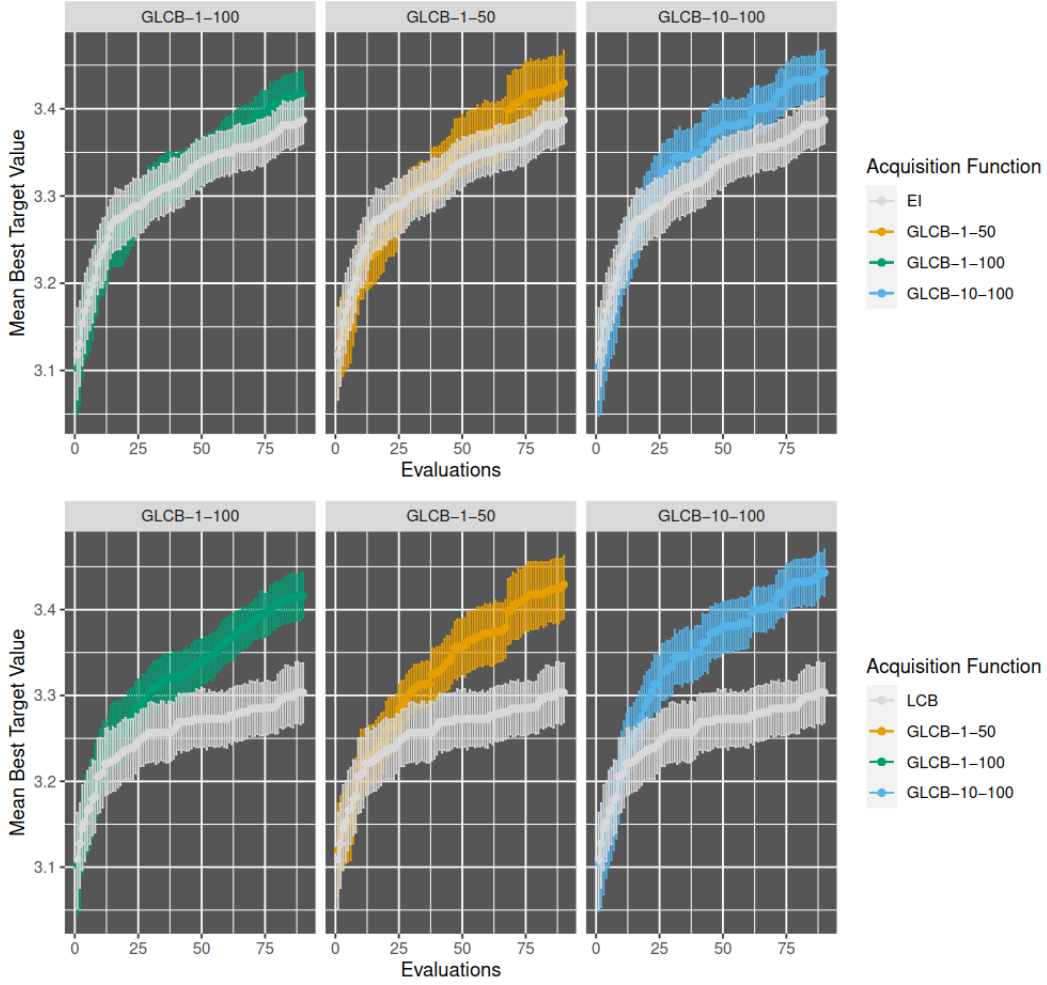 GLCB−1−100 GLCB−1−50 GLCB−10−100
Mean Best Target Value
3.4
3.3
3.2
3.1
0 25 50 75 0 25 50 75 0 25 50 75
Evaluations
Acquisition Function
EI
GLCB−1−50
GLCB−1−100
GLCB−10−100
GLCB−1−100 GLCB−1−50 GLCB−10−100
Mean Best Target Value
3.4
3.3
3.2
3.1
0 25 50 75 0 25 50 75 0 25 50 75
Evaluations
Acquisition Function
LCB
GLCB−1−50
GLCB−1−100
GLCB−10−100